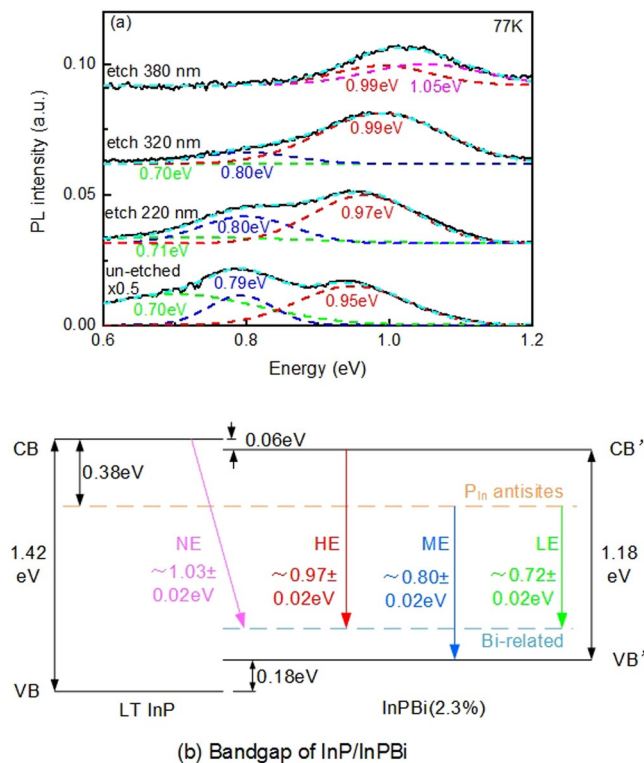 (a)
77K
0.10
0.05
0.00
PL intensity (a.u.)
etch 380 nm
0.99eV
1.05eV
etch 320 nm
0.99eV
0.70eV
0.80eV
etch 220 nm
0.97eV
0.80eV
0.71eV
un-etched
x0.5
0.79eV
0.70eV
0.95eV
0.6 0.8 1.0 1.2
Energy (eV)
CB
0.06eV
CB’
0.38eV
P_In antisites
1.42
eV
NE
~1.03±
0.02eV
HE
~0.97±
0.02eV
ME
~0.80±
0.02eV
LE
~0.72±
0.02eV
1.18
eV
Bi-related
VB
0.18eV
VB’
LT InP
InPBi(2.3%)
(b) Bandgap of InP/InPBi